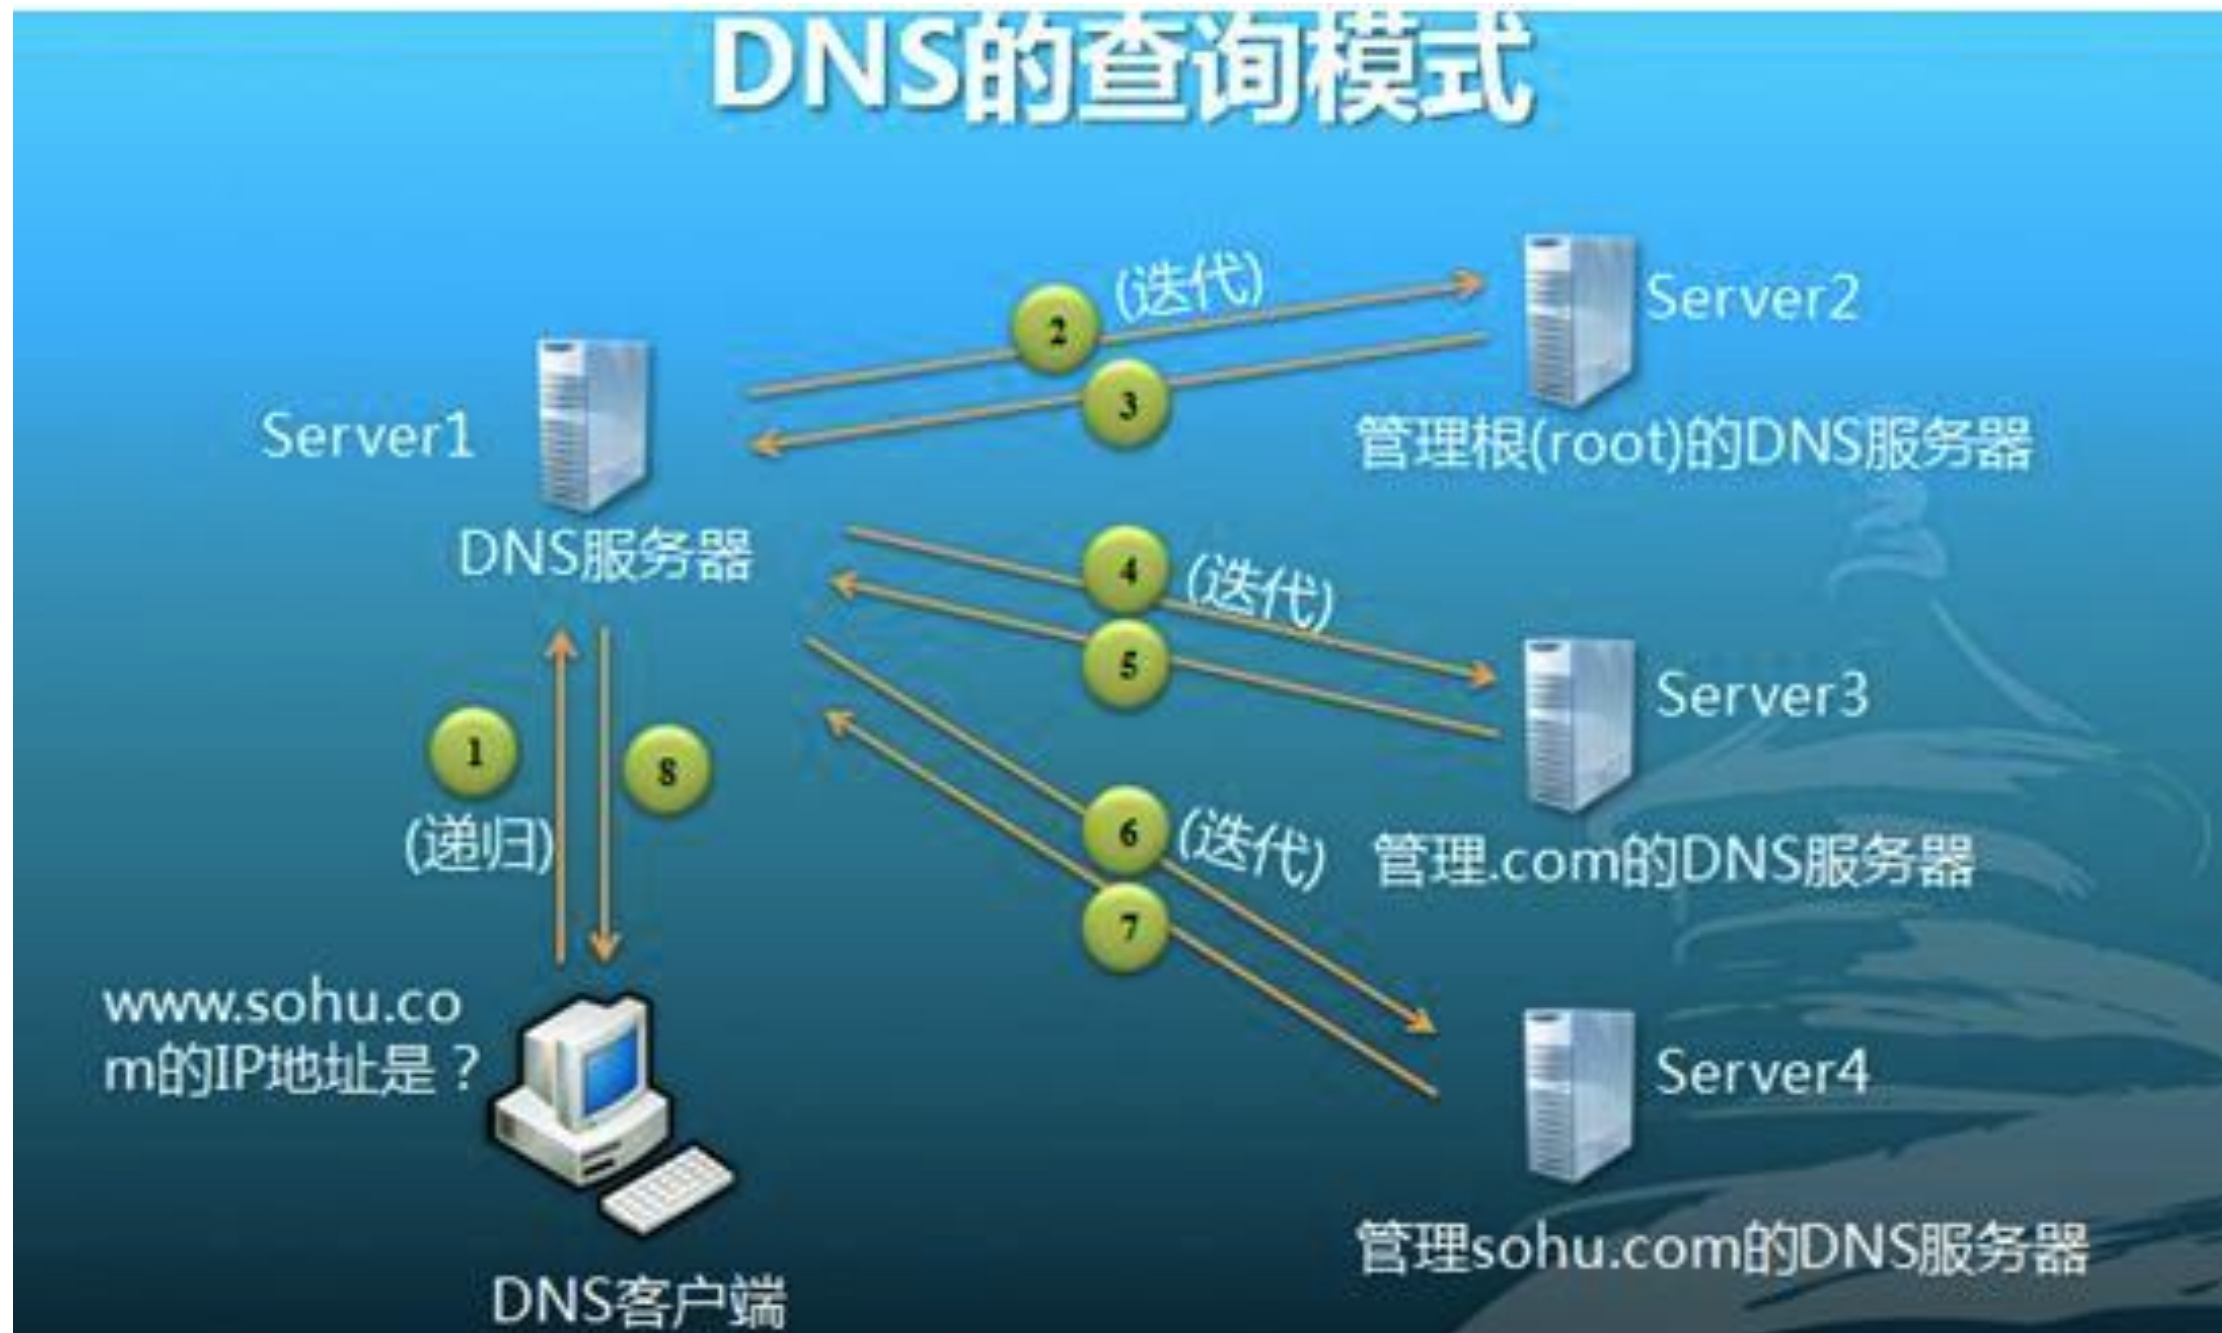 DNS的查询模式
(迭代)
2
Server2
3
Server1
管理根(root)的DNS服务器
DNS服务器
4
(迭代)
5
Server3
1
8
(递归)
6
(迭代)
管理.com的DNS服务器
7
www.sohu.co
m的IP地址是？
Server4
管理sohu.com的DNS服务器
DNS客户端